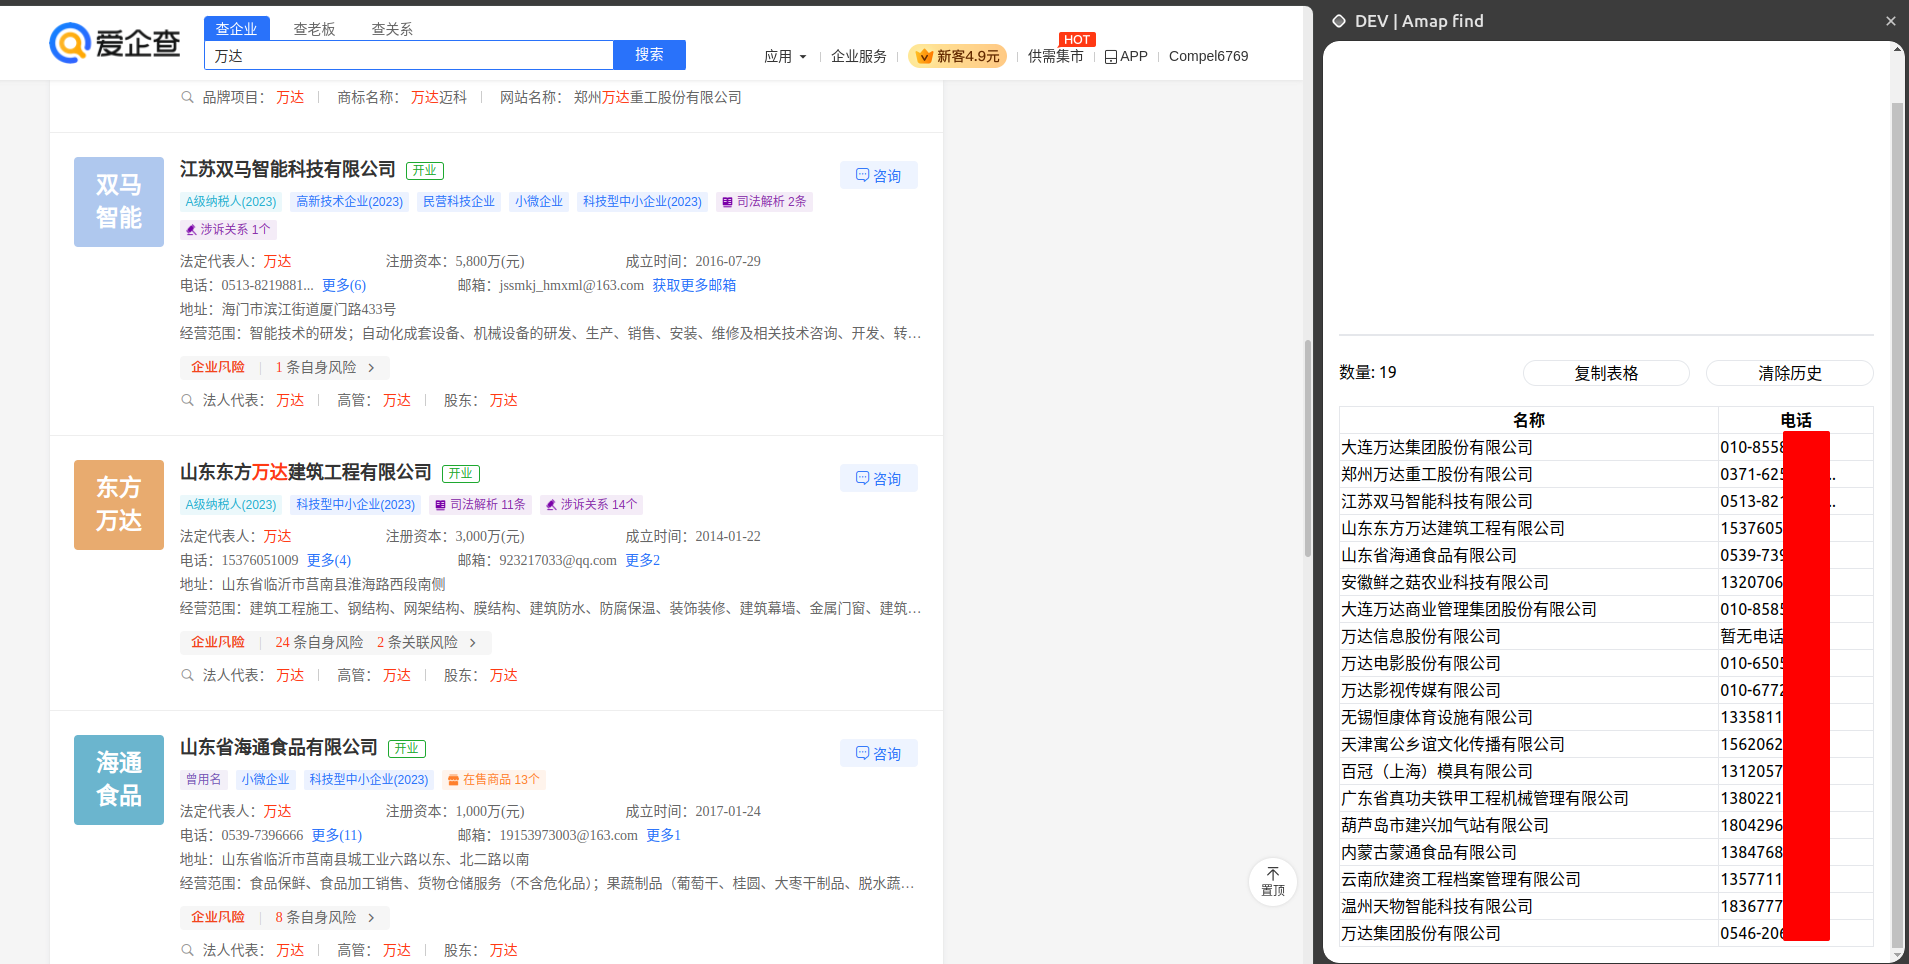 DEV | Amap find
爱企查
查企业 查老板 查关系
万达
搜索
应用
企业服务
新客4.9元
HOT
供需集市
APP
Compel6769
品牌项目： 万达 商标名称： 万达迈科 网站名称： 郑州万达重工股份有限公司
双马
智能
江苏双马智能科技有限公司 开业
咨询
A级纳税人(2023) 高新技术企业(2023) 民营科技企业 小微企业 科技型中小企业(2023) 司法解析 2条
涉诉关系 1个
法定代表人：万达 注册资本：5,800万(元) 成立时间：2016-07-29
电话：0513-8219881... 更多(6) 邮箱：jssmkj_hmxml@163.com 获取更多邮箱
地址：海门市滨江街道厦门路433号
经营范围：智能技术的研发；自动化成套设备、机械设备的研发、生产、销售、安装、维修及相关技术咨询、开发、转...
企业风险 1 条自身风险
法人代表： 万达 高管： 万达 股东： 万达
东方
万达
山东东方万达建筑工程有限公司 开业
咨询
A级纳税人(2023) 科技型中小企业(2023) 司法解析 11条 涉诉关系 14个
法定代表人：万达 注册资本：3,000万(元) 成立时间：2014-01-22
电话：15376051009 更多(4) 邮箱：923217033@qq.com 更多2
地址：山东省临沂市莒南县淮海路西段南侧
经营范围：建筑工程施工、钢结构、网架结构、膜结构、建筑防水、防腐保温、装饰装修、建筑幕墙、金属门窗、建筑...
企业风险 24 条自身风险 2 条关联风险
法人代表： 万达 高管： 万达 股东： 万达
海通
食品
山东省海通食品有限公司 开业
咨询
曾用名 小微企业 科技型中小企业(2023) 在售商品 13个
法定代表人：万达 注册资本：1,000万(元) 成立时间：2017-01-24
电话：0539-7396666 更多(11) 邮箱：19153973003@163.com 更多1
地址：山东省临沂市莒南县城工业六路以东、北二路以南
经营范围：食品保鲜、食品加工销售、货物仓储服务（不含危化品）；果蔬制品（葡萄干、桂圆、大枣干制品、脱水蔬...
企业风险 8 条自身风险
法人代表： 万达 高管： 万达 股东： 万达
置顶
数量: 19 复制表格 清除历史
名称 电话
大连万达集团股份有限公司 010-8558
郑州万达重工股份有限公司 0371-625 ..
江苏双马智能科技有限公司 0513-821 ..
山东东方万达建筑工程有限公司 1537605
山东省海通食品有限公司 0539-739
安徽鲜之菇农业科技有限公司 1320706
大连万达商业管理集团股份有限公司 010-8585
万达信息股份有限公司 暂无电话
万达电影股份有限公司 010-6505
万达影视传媒有限公司 010-6772
无锡恒康体育设施有限公司 1335811
天津寓公乡谊文化传播有限公司 1562062
百冠（上海）模具有限公司 1312057
广东省真功夫铁甲工程机械管理有限公司 1380221
葫芦岛市建兴加气站有限公司 1804296
内蒙古蒙通食品有限公司 1384768
云南欣建资工程档案管理有限公司 1357711
温州天物智能科技有限公司 1836777
万达集团股份有限公司 0546-206